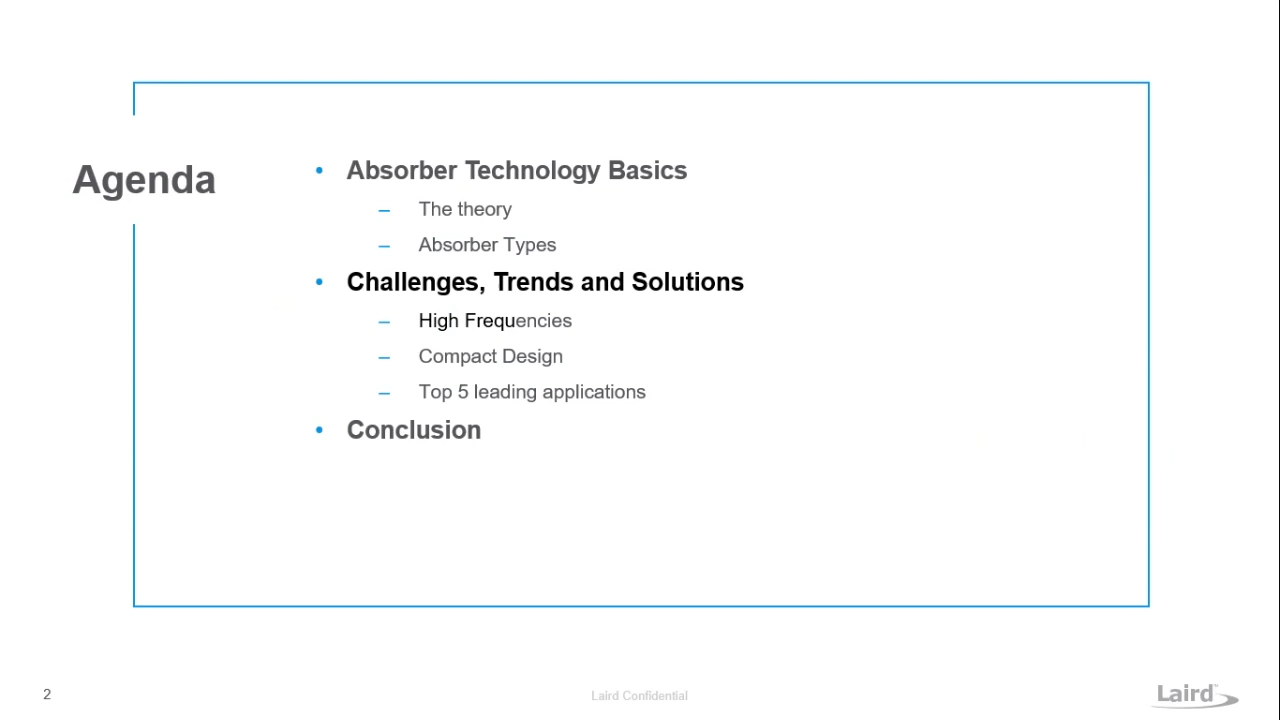 Agenda
• Absorber Technology Basics
– The theory
– Absorber Types
• Challenges, Trends and Solutions
– High Frequencies
– Compact Design
– Top 5 leading applications
• Conclusion
2
Laird Confidential
Laird™